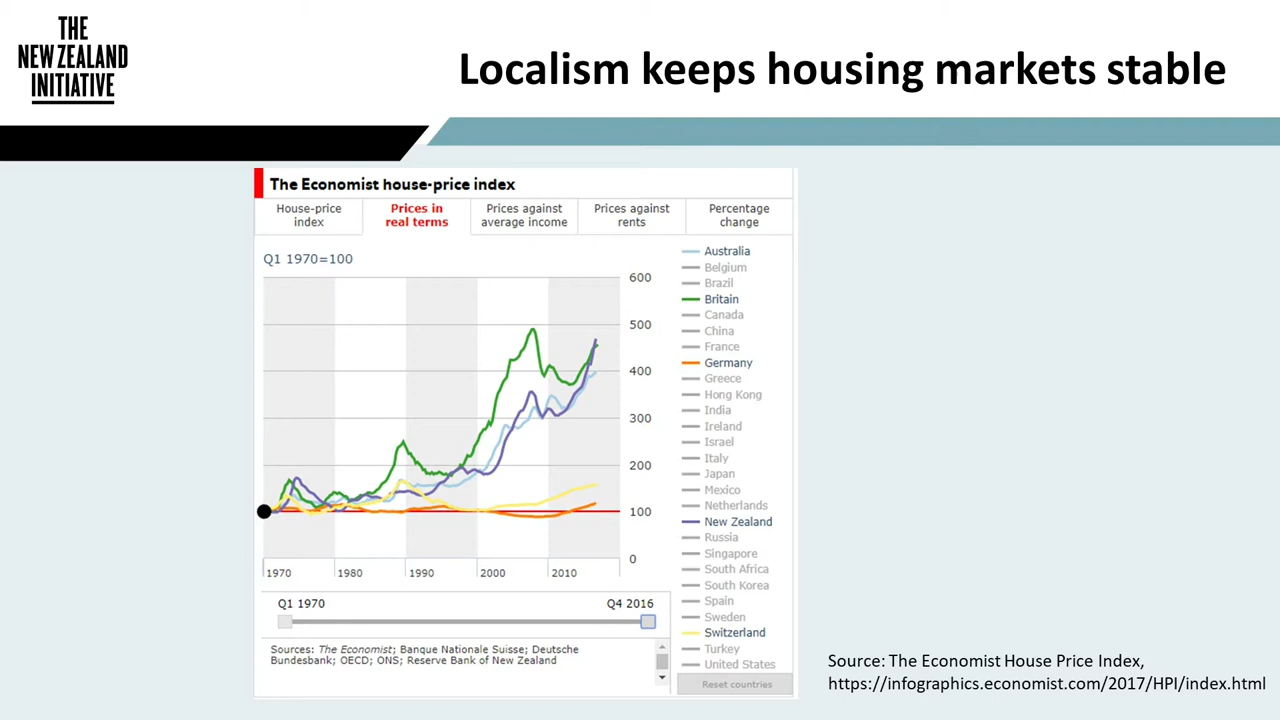 THE
NEW ZEALAND
INITIATIVE
Localism keeps housing markets stable
The Economist house-price index
House-price
index
Prices in
real terms
Prices against
average income
Prices against
rents
Percentage
change
Q1 1970=100
600
500
400
300
200
100
0
1970
1980
1990
2000
2010
Australia
Belgium
Brazil
Britain
Canada
China
France
Germany
Greece
Hong Kong
India
Ireland
Israel
Italy
Japan
Mexico
Netherlands
New Zealand
Russia
Singapore
South Africa
South Korea
Spain
Sweden
Switzerland
Turkey
United States
Reset countries
Q1 1970
Q4 2016
Sources: The Economist; Banque Nationale Suisse; Deutsche
Bundesbank; OECD; ONS; Reserve Bank of New Zealand
Source: The Economist House Price Index,
https://infographics.economist.com/2017/HPI/index.html